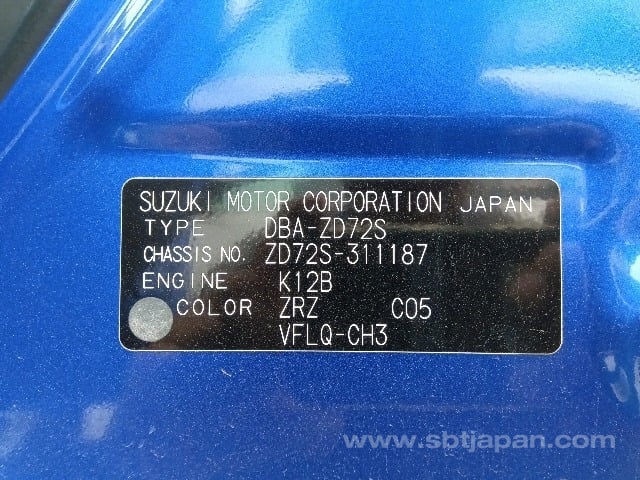 SUZUKI MOTOR CORPORATION JAPAN
TYPE DBA-ZD72S
CHASSIS NO. ZD72S-311187
ENGINE K12B
COLOR ZRZ C05
VFLQ-CH3
www.sbtjapan.com